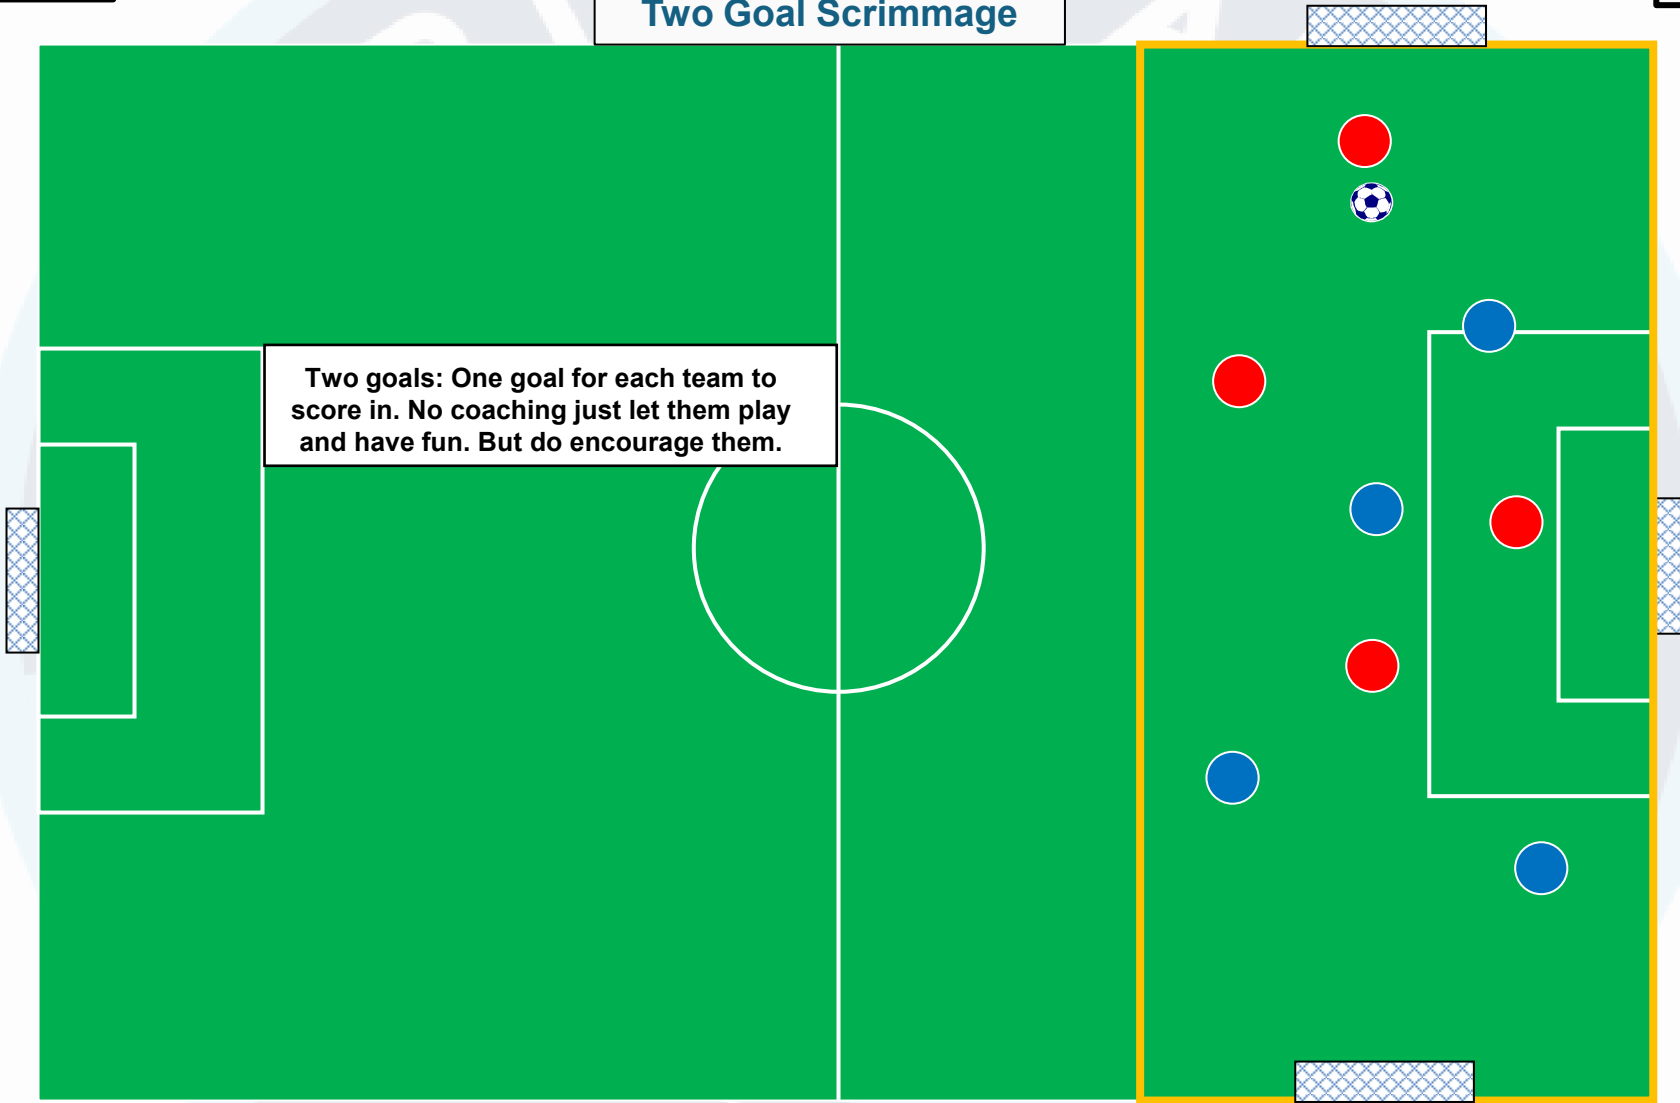 Two Goal Scrimmage
Two goals: One goal for each team to
score in. No coaching just let them play
and have fun. But do encourage them.